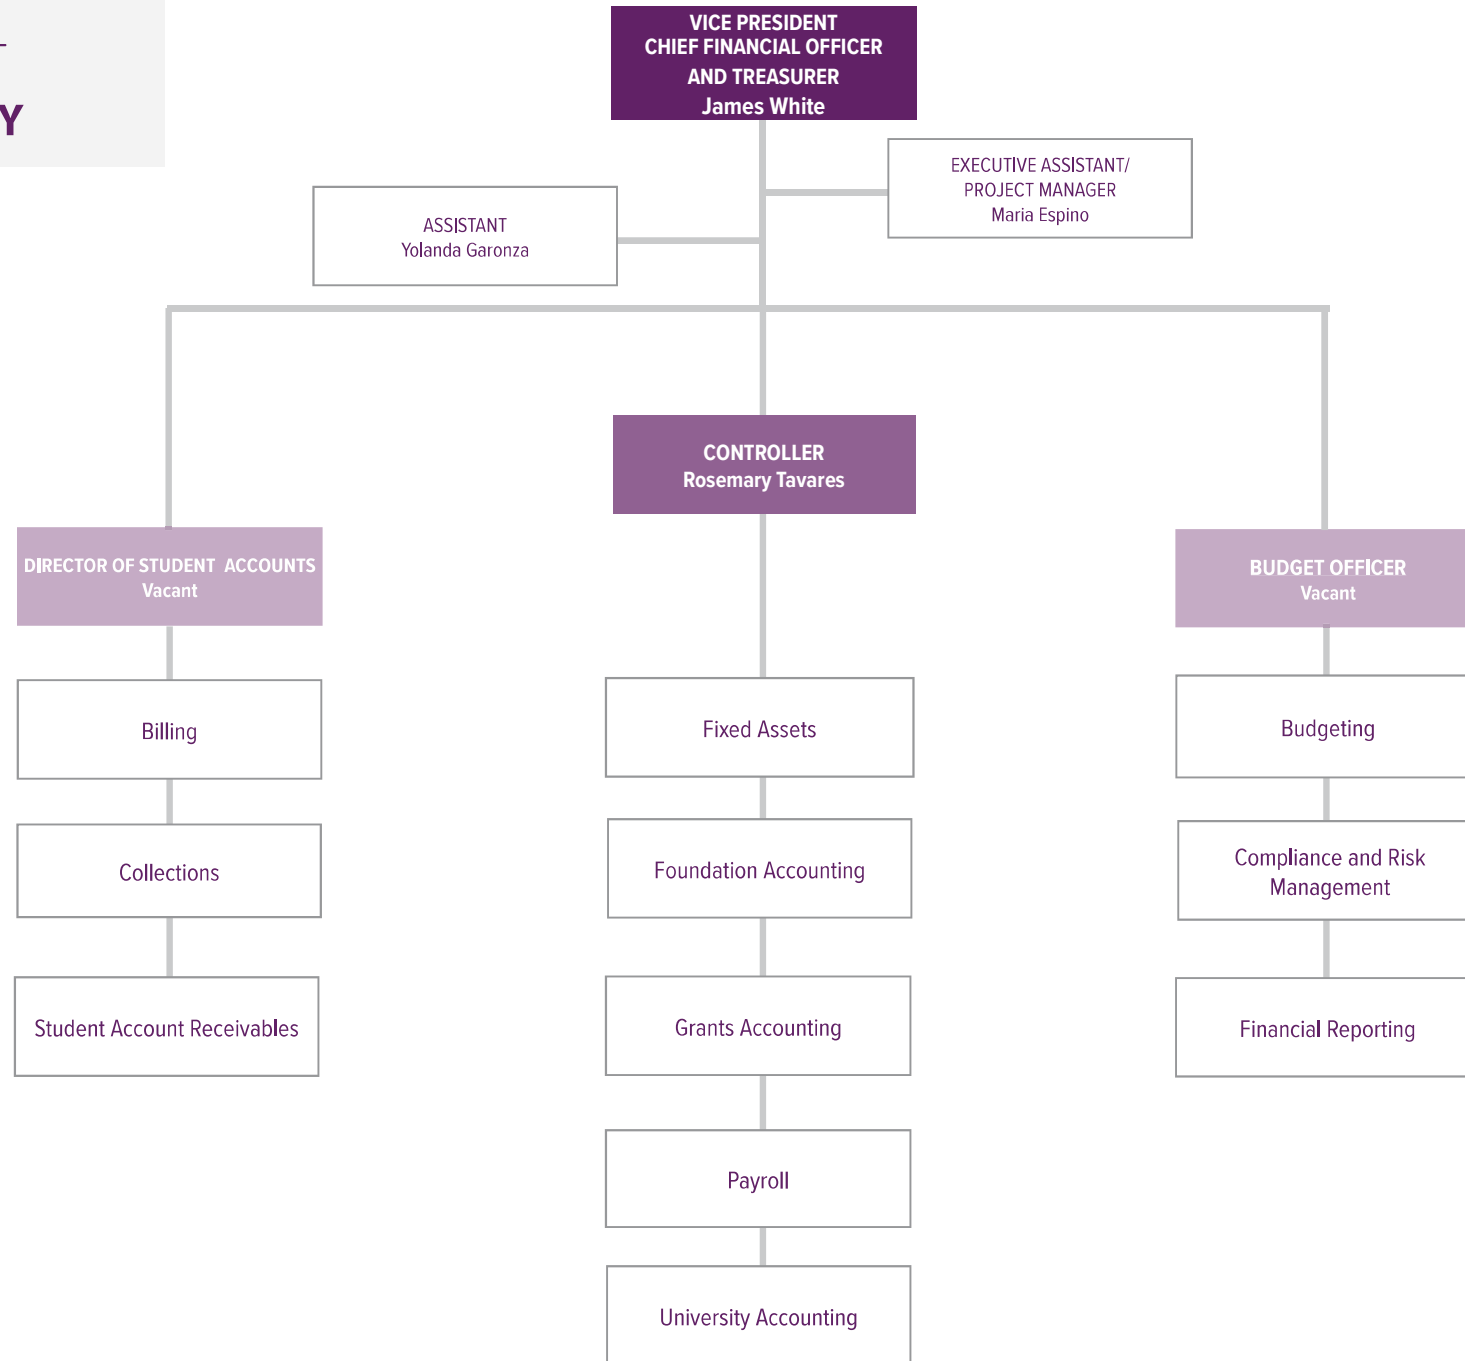 Y
VICE PRESIDENT
CHIEF FINANCIAL OFFICER
AND TREASURER
James White
EXECUTIVE ASSISTANT/
PROJECT MANAGER
Maria Espino
ASSISTANT
Yolanda Garonza
CONTROLLER
Rosemary Tavares
DIRECTOR OF STUDENT ACCOUNTS
Vacant
BUDGET OFFICER
Vacant
Billing
Collections
Student Account Receivables
Fixed Assets
Foundation Accounting
Grants Accounting
Payroll
University Accounting
Budgeting
Compliance and Risk
Management
Financial Reporting